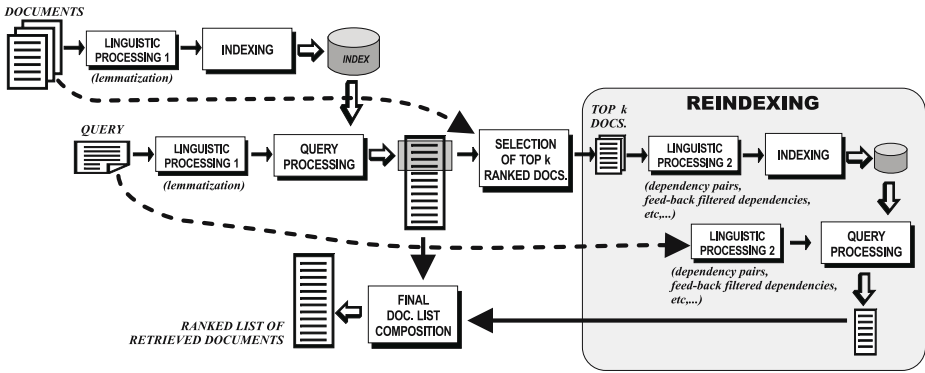 DOCUMENTS
LINGUISTIC
PROCESSING 1
(lemmatization)
INDEXING
INDEX
QUERY
LINGUISTIC
PROCESSING 1
(lemmatization)
QUERY
PROCESSING
SELECTION
OF TOP k
RANKED DOCS.
REINDEXING
TOP k
DOCS.
LINGUISTIC
PROCESSING 2
(dependency pairs,
feed-back filtered dependencies,
etc,...)
INDEXING
LINGUISTIC
PROCESSING 2
(dependency pairs,
feed-back filtered dependencies,
etc,...)
QUERY
PROCESSING
FINAL
DOC. LIST
COMPOSITION
RANKED LIST OF
RETRIEVED DOCUMENTS